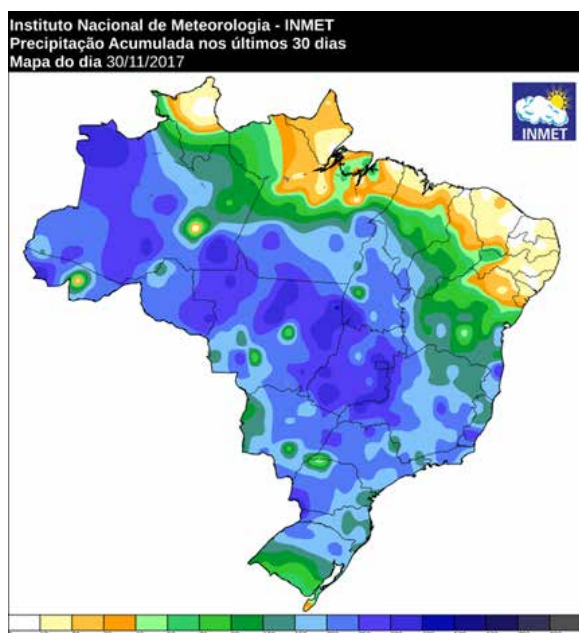 Instituto Nacional de Meteorologia - INMET
Precipitação Acumulada nos últimos 30 dias
Mapa do dia 30/11/2017
INMET